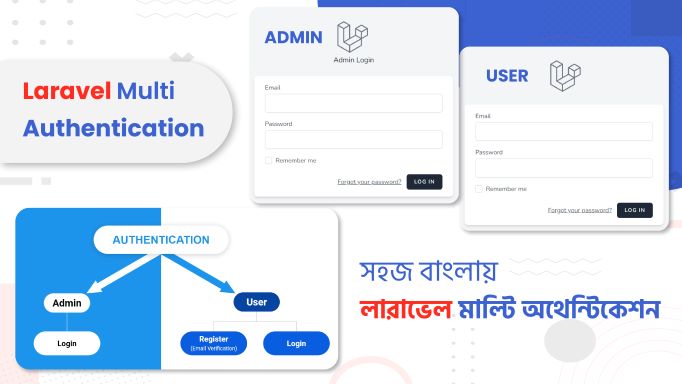 Laravel Multi
Authentication
ADMIN
Admin Login
Email
Password
Remember me
Forgot your password?
LOG IN
USER
Email
Password
Remember me
Forgot your password?
LOG IN
AUTHENTICATION
Admin
User
Login
Register
(Email Verification)
Login
সহজ বাংলায়
লারাভেল মাল্টি অথেন্টিকেশন